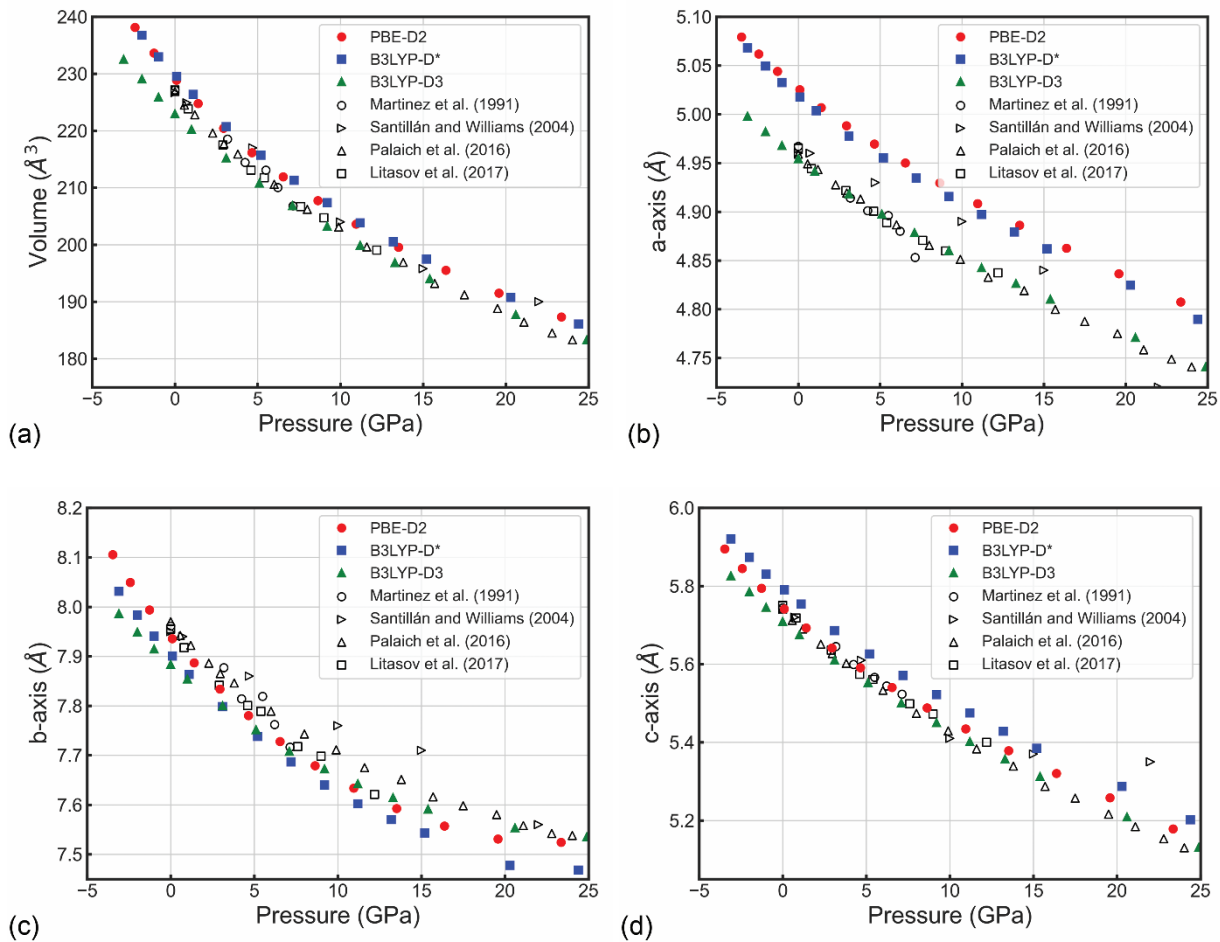 240
230
220
210
200
190
180
Volume (Å³)
PBE-D2
B3LYP-D*
B3LYP-D3
Martinez et al. (1991)
Santillán and Williams (2004)
Palaich et al. (2016)
Litasov et al. (2017)
−5 0 5 10 15 20 25
Pressure (GPa)
(a)
5.10
5.05
5.00
4.95
4.90
4.85
4.80
4.75
a-axis (Å)
PBE-D2
B3LYP-D*
B3LYP-D3
Martinez et al. (1991)
Santillán and Williams (2004)
Palaich et al. (2016)
Litasov et al. (2017)
−5 0 5 10 15 20 25
Pressure (GPa)
(b)
8.2
8.1
8.0
7.9
7.8
7.7
7.6
7.5
b-axis (Å)
PBE-D2
B3LYP-D*
B3LYP-D3
Martinez et al. (1991)
Santillán and Williams (2004)
Palaich et al. (2016)
Litasov et al. (2017)
−5 0 5 10 15 20 25
Pressure (GPa)
(c)
6.0
5.8
5.6
5.4
5.2
c-axis (Å)
PBE-D2
B3LYP-D*
B3LYP-D3
Martinez et al. (1991)
Santillán and Williams (2004)
Palaich et al. (2016)
Litasov et al. (2017)
−5 0 5 10 15 20 25
Pressure (GPa)
(d)